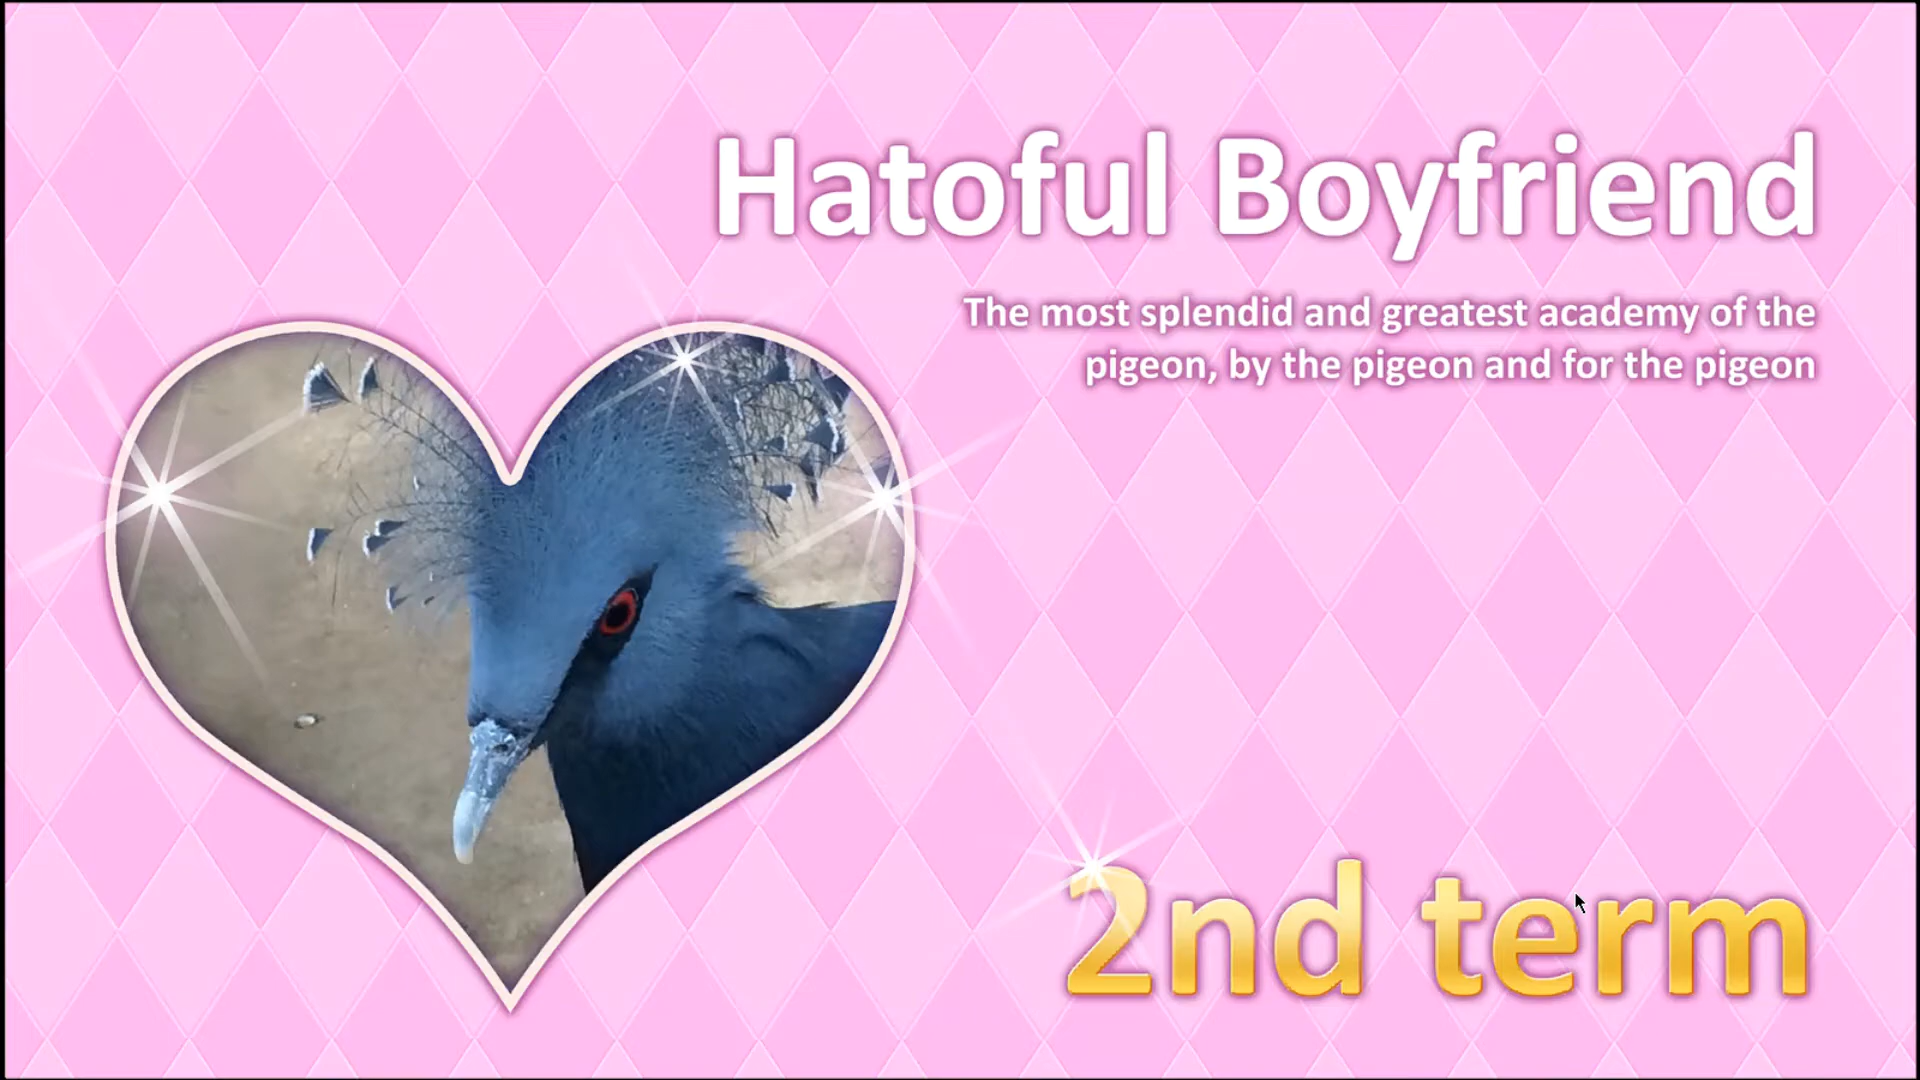 Hatoful Boyfriend
The most splendid and greatest academy of the
pigeon, by the pigeon and for the pigeon
2nd term